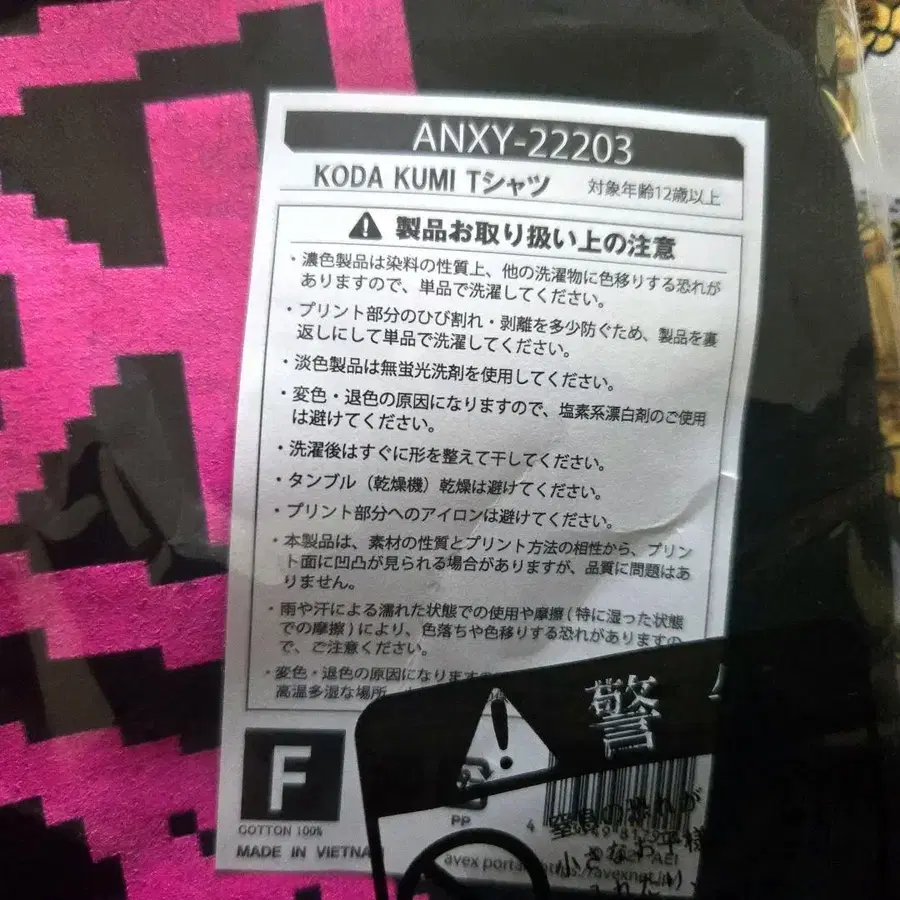 ANXY-22203
KODA KUMI Tシャツ 対象年齢12歳以上
製品お取り扱い上の注意
・濃色製品は染料の性質上、他の洗濯物に色移りする恐れが
ありますので、単品で洗濯してください。
・プリント部分のひび割れ・剥離を多少防ぐため、製品を裏
返しにして単品で洗濯してください。
・淡色製品は無蛍光洗剤を使用してください。
・変色・退色の原因になりますので、塩素系漂白剤のご使用
は避けてください。
・洗濯後はすぐに形を整えて干してください。
・タンブル（乾燥機）乾燥は避けてください。
・プリント部分へのアイロンは避けてください。
・本製品は、素材の性質とプリント方法の相性から、プリン
ト面に凹凸が見られる場合がありますが、品質に問題はあ
りません。
・雨や汗による濡れた状態での使用や摩擦(特に湿った状態
での摩擦)により、色落ちや色移りする恐れがありますの
で、ご注意ください。
・変色・退色の原因になりますの
高温多湿な場所
警
F
PP
COTTON 100%
MADE IN VIETNA
窒息の恐れが
小さなお子様
avex porta